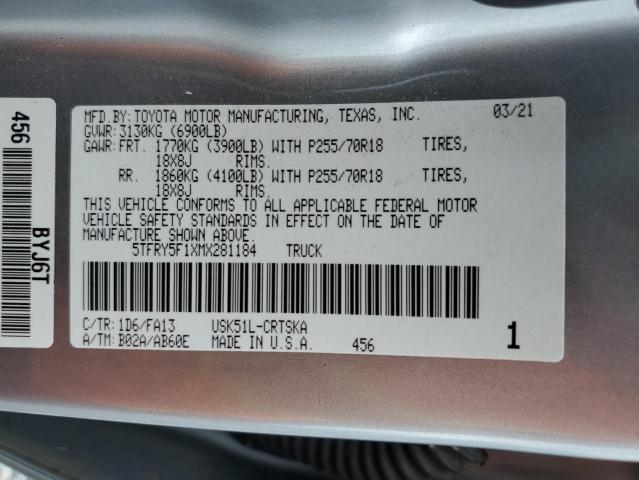 MFD.BY:TOYOTA MOTOR MANUFACTURING, TEXAS, INC. 03/21
GVWR:3130KG (6900LB)
GAWR:FRT. 1770KG (3900LB) WITH P255/70R18 TIRES,
18X8J RIMS.
RR. 1860KG (4100LB) WITH P255/70R18 TIRES,
18X8J RIMS.
THIS VEHICLE CONFORMS TO ALL APPLICABLE FEDERAL MOTOR
VEHICLE SAFETY STANDARDS IN EFFECT ON THE DATE OF
MANUFACTURE SHOWN ABOVE.
5TFRY5F1XMX281184 TRUCK
C/TR:1D6/FA13 USK51L-CRTSKA
A/TM:B02A/AB60E MADE IN U.S.A. 456 1
456
BYJ6T